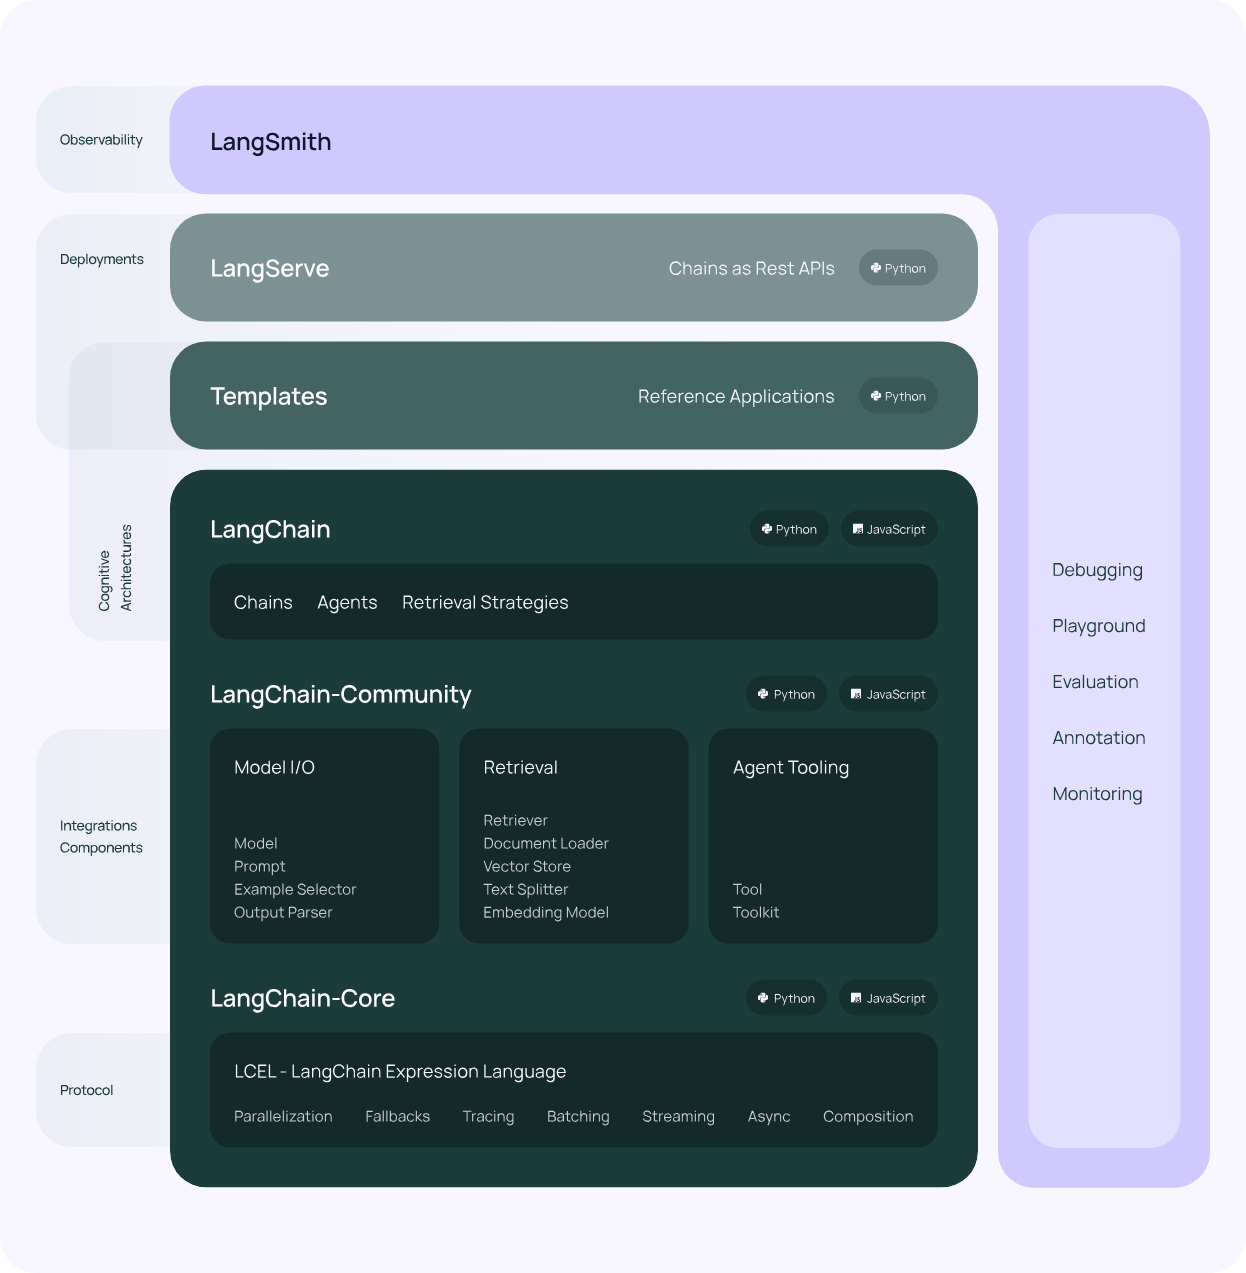 Observability
LangSmith
Deployments
LangServe
Chains as Rest APIs
Python
Templates
Reference Applications
Python
Cognitive
Architectures
LangChain
Python
JavaScript
Chains Agents Retrieval Strategies
LangChain-Community
Python
JavaScript
Integrations
Components
Model I/O
Model
Prompt
Example Selector
Output Parser
Retrieval
Retriever
Document Loader
Vector Store
Text Splitter
Embedding Model
Agent Tooling
Tool
Toolkit
LangChain-Core
Python
JavaScript
Protocol
LCEL - LangChain Expression Language
Parallelization Fallbacks Tracing Batching Streaming Async Composition
Debugging
Playground
Evaluation
Annotation
Monitoring